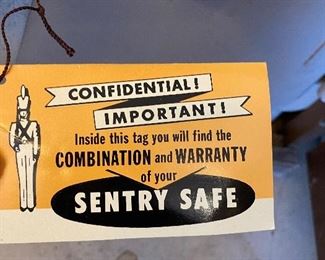 CONFIDENTIAL!
IMPORTANT!
Inside this tag you will find the
COMBINATION and WARRANTY
of your
SENTRY SAFE